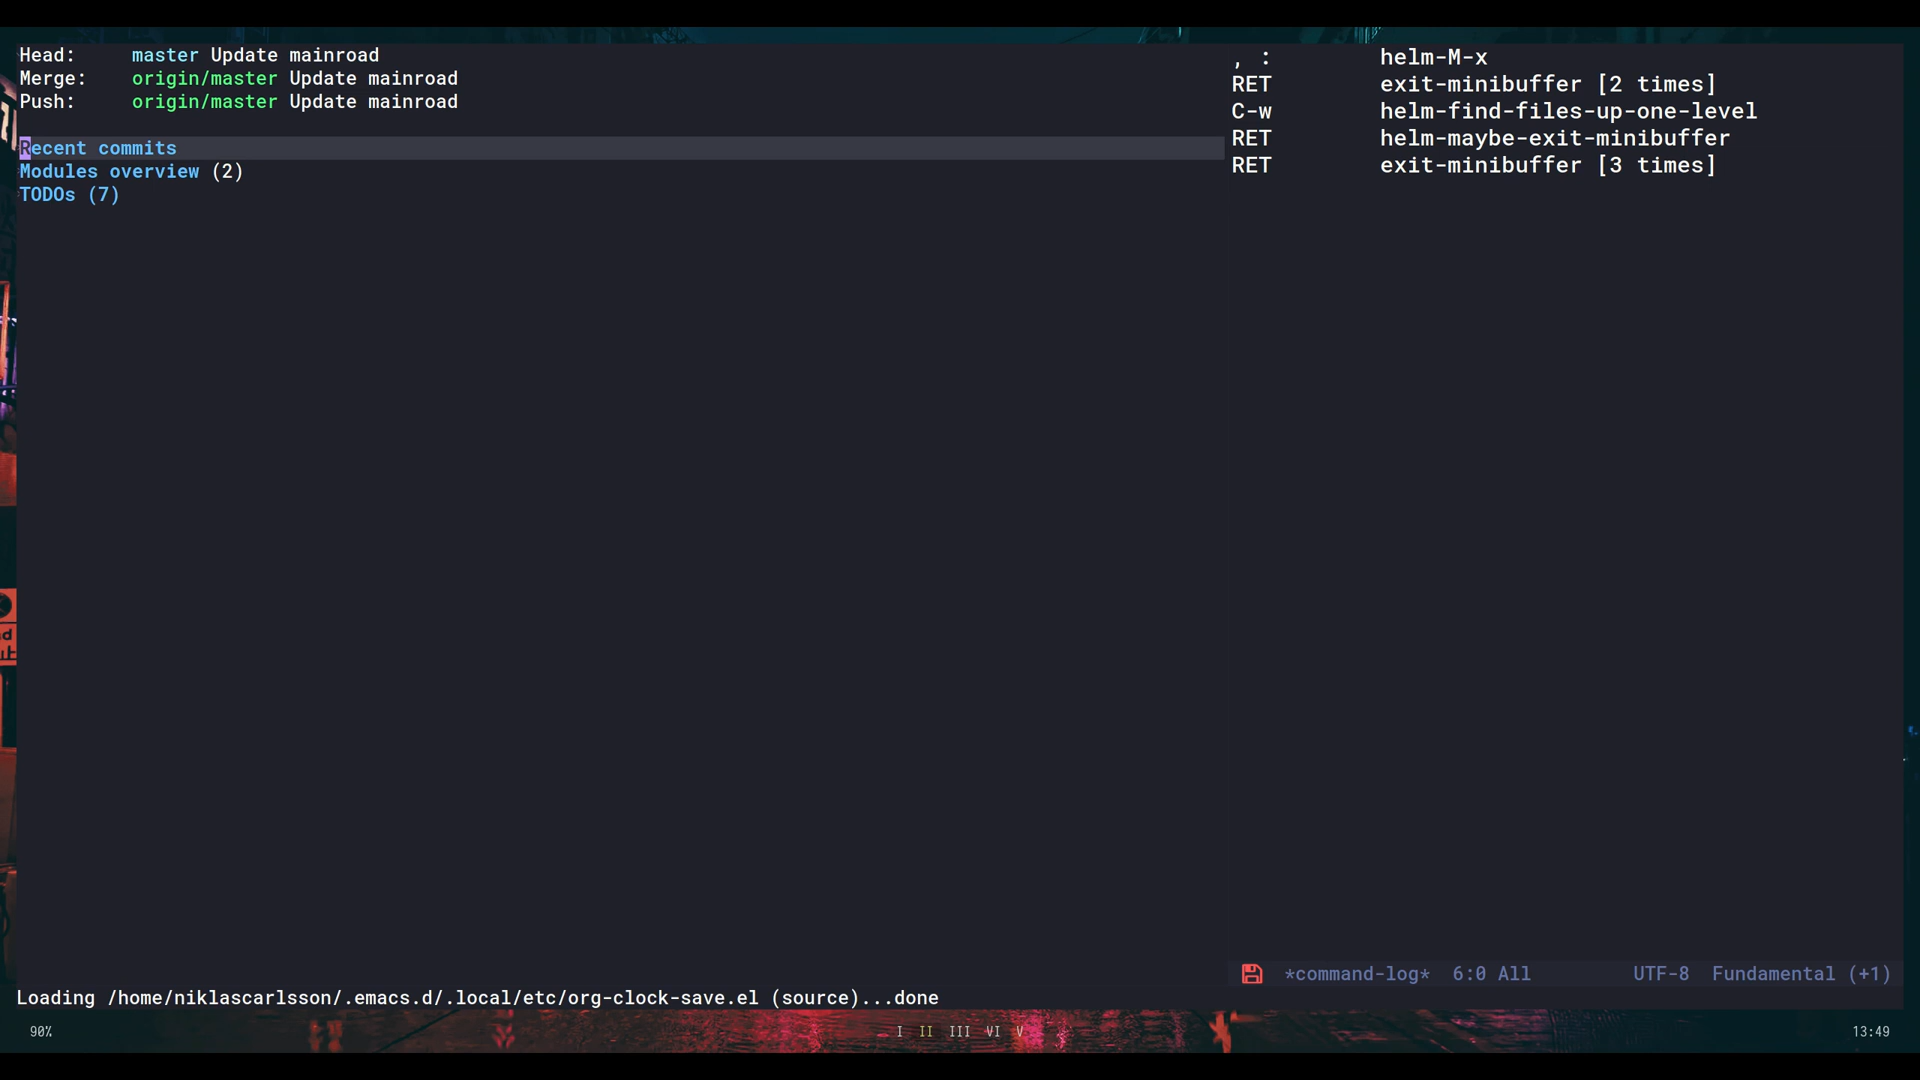 Head:     master Update mainroad
Merge:    origin/master Update mainroad
Push:     origin/master Update mainroad
Recent commits
Modules overview (2)
TODOs (7)
, :        helm-M-x
RET        exit-minibuffer [2 times]
C-w        helm-find-files-up-one-level
RET        helm-maybe-exit-minibuffer
RET        exit-minibuffer [3 times]
*command-log*  6:0 All    UTF-8  Fundamental (+1)
Loading /home/niklascarlsson/.emacs.d/.local/etc/org-clock-save.el (source)...done
90%    I  II  III  VI  V    13:49